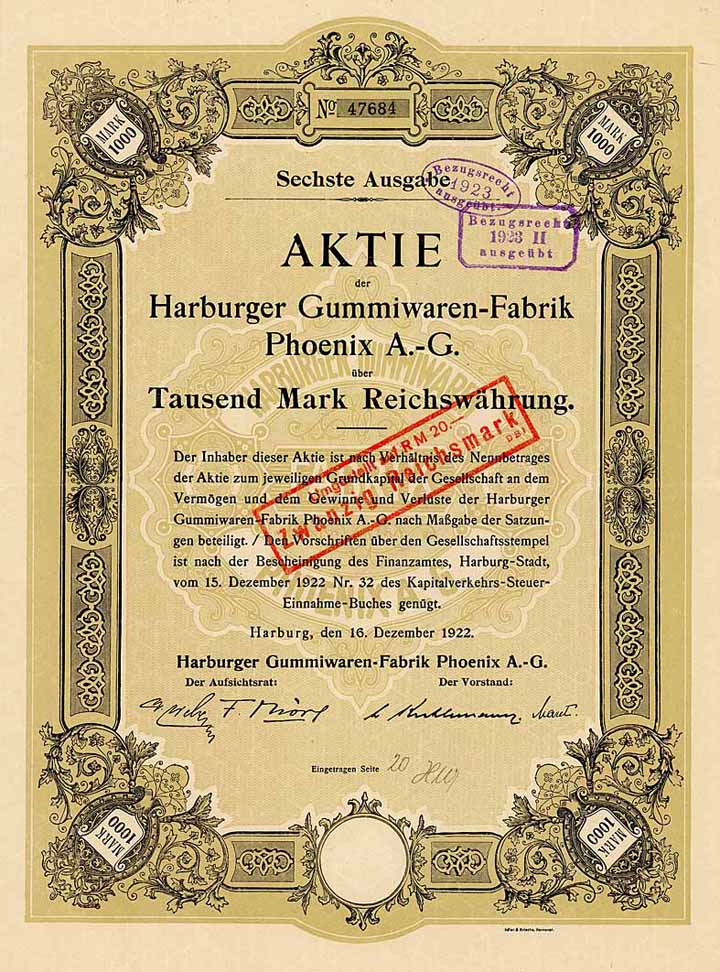 No 47684
MARK 1000
MARK 1000
Sechste Ausgabe
Bezugsrecht
1923
ausgeübt.
Bezugsrecht
1923 II
ausgeübt
AKTIE
der
Harburger Gummiwaren-Fabrik
Phoenix A.-G.
über
Tausend Mark Reichswährung.
Umgestellt auf RM 20.—
Zwanzig Reichsmark
Der Inhaber dieser Aktie ist nach Verhältnis des Nennbetrages
der Aktie zum jeweiligen Grundkapital der Gesellschaft an dem
Vermögen und dem Gewinne und Verluste der Harburger
Gummiwaren-Fabrik Phoenix A.-G. nach Maßgabe der Satzun-
gen beteiligt. / Den Vorschriften über den Gesellschaftsstempel
ist nach der Bescheinigung des Finanzamtes, Harburg-Stadt,
vom 15. Dezember 1922 Nr. 32 des Kapitalverkehrs-Steuer-
Einnahme-Buches genügt.
Harburg, den 16. Dezember 1922.
Harburger Gummiwaren-Fabrik Phoenix A.-G.
Der Aufsichtsrat: Der Vorstand:
Eingetragen Seite 20
MARK 1000
MARK 1000